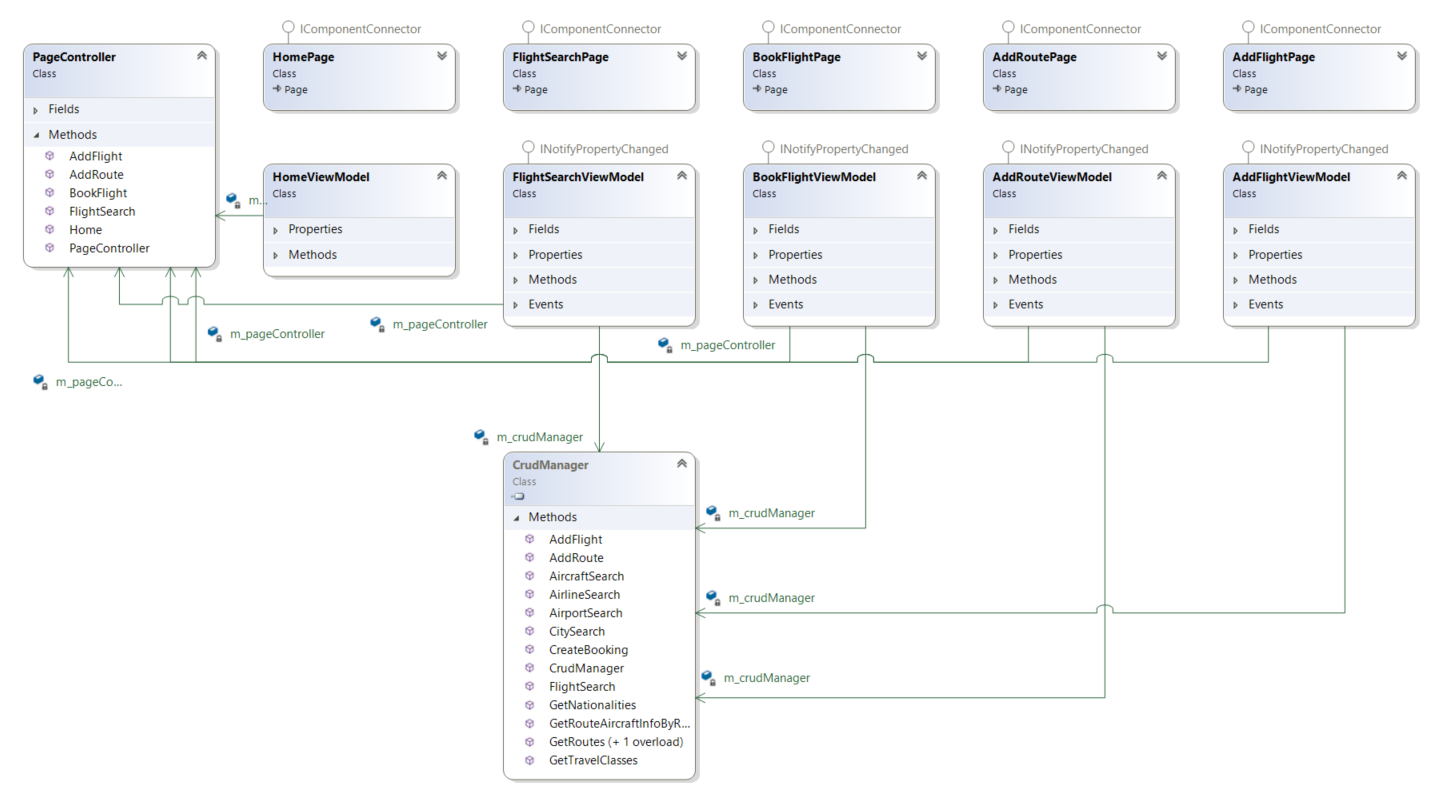 IComponentConnector
IComponentConnector
IComponentConnector
IComponentConnector
IComponentConnector
PageController
Class
Fields
Methods
AddFlight
AddRoute
BookFlight
FlightSearch
Home
PageController
HomePage
Class
Page
FlightSearchPage
Class
Page
BookFlightPage
Class
Page
AddRoutePage
Class
Page
AddFlightPage
Class
Page
INotifyPropertyChanged
INotifyPropertyChanged
INotifyPropertyChanged
INotifyPropertyChanged
m...
HomeViewModel
Class
Properties
Methods
FlightSearchViewModel
Class
Fields
Properties
Methods
Events
BookFlightViewModel
Class
Fields
Properties
Methods
Events
AddRouteViewModel
Class
Fields
Properties
Methods
Events
AddFlightViewModel
Class
Fields
Properties
Methods
Events
m_pageController
m_pageController
m_pageController
m_pageCo...
m_crudManager
CrudManager
Class
Methods
AddFlight
AddRoute
AircraftSearch
AirlineSearch
AirportSearch
CitySearch
CreateBooking
CrudManager
FlightSearch
GetNationalities
GetRouteAircraftInfoByR...
GetRoutes (+ 1 overload)
GetTravelClasses
m_crudManager
m_crudManager
m_crudManager